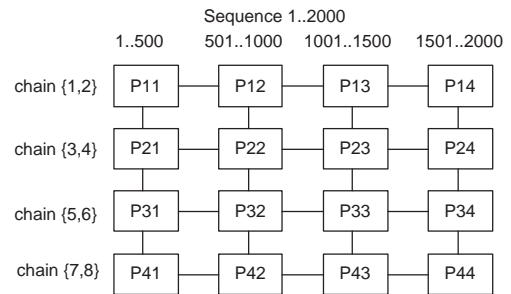 Sequence 1..2000
1..500 501..1000 1001..1500 1501..2000
chain {1,2} P11 P12 P13 P14
chain {3,4} P21 P22 P23 P24
chain {5,6} P31 P32 P33 P34
chain {7,8} P41 P42 P43 P44